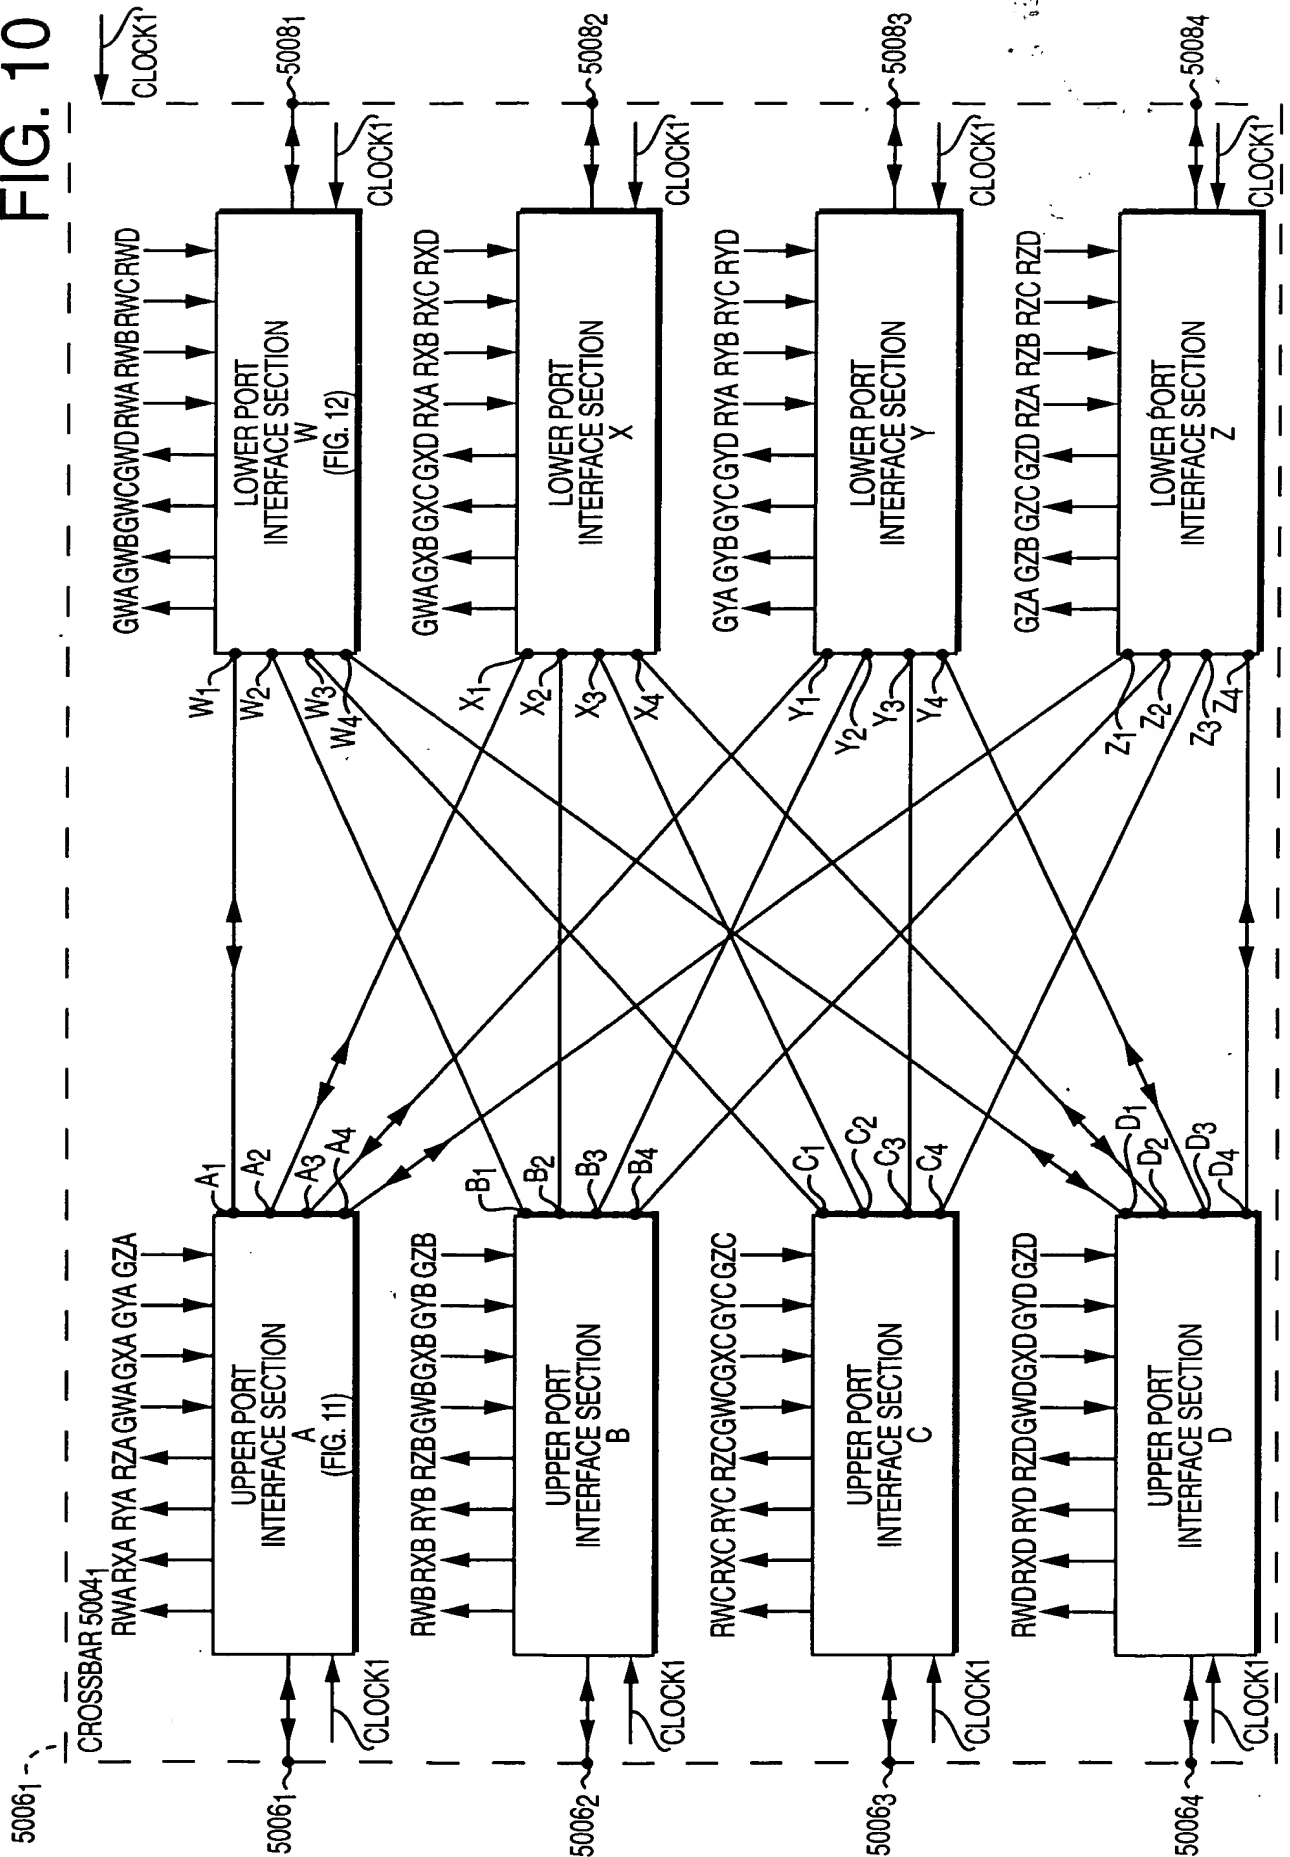 FIG. 10
50061
CROSSBAR 50041
CLOCK1
RWA RXA RYA RZA GWA GXA GYA GZA
50061
CLOCK1
UPPER PORT
INTERFACE SECTION
A
(FIG. 11)
A1
A2
A3
A4
GWA GWB GWC GWD RWA RWB RWC RWD
W1
W2
W3
W4
LOWER PORT
INTERFACE SECTION
W
(FIG. 12)
50081
CLOCK1
RWB RXB RYB RZB GWB GXB GYB GZB
50062
CLOCK1
UPPER PORT
INTERFACE SECTION
B
B1
B2
B3
B4
GWA GXB GXC GXD RXA RXB RXC RXD
X1
X2
X3
X4
LOWER PORT
INTERFACE SECTION
X
50082
CLOCK1
RWC RXC RYC RZC GWC GXC GYC GZC
50063
CLOCK1
UPPER PORT
INTERFACE SECTION
C
C1
C2
C3
C4
GYA GYB GYC GYD RYA RYB RYC RYD
Y1
Y2
Y3
Y4
LOWER PORT
INTERFACE SECTION
Y
50083
CLOCK1
RWD RXD RYD RZD GWD GXD GYD GZD
50064
CLOCK1
UPPER PORT
INTERFACE SECTION
D
D1
D2
D3
D4
GZA GZB GZC GZD RZA RZB RZC RZD
Z1
Z2
Z3
Z4
LOWER PORT
INTERFACE SECTION
Z
50084
CLOCK1